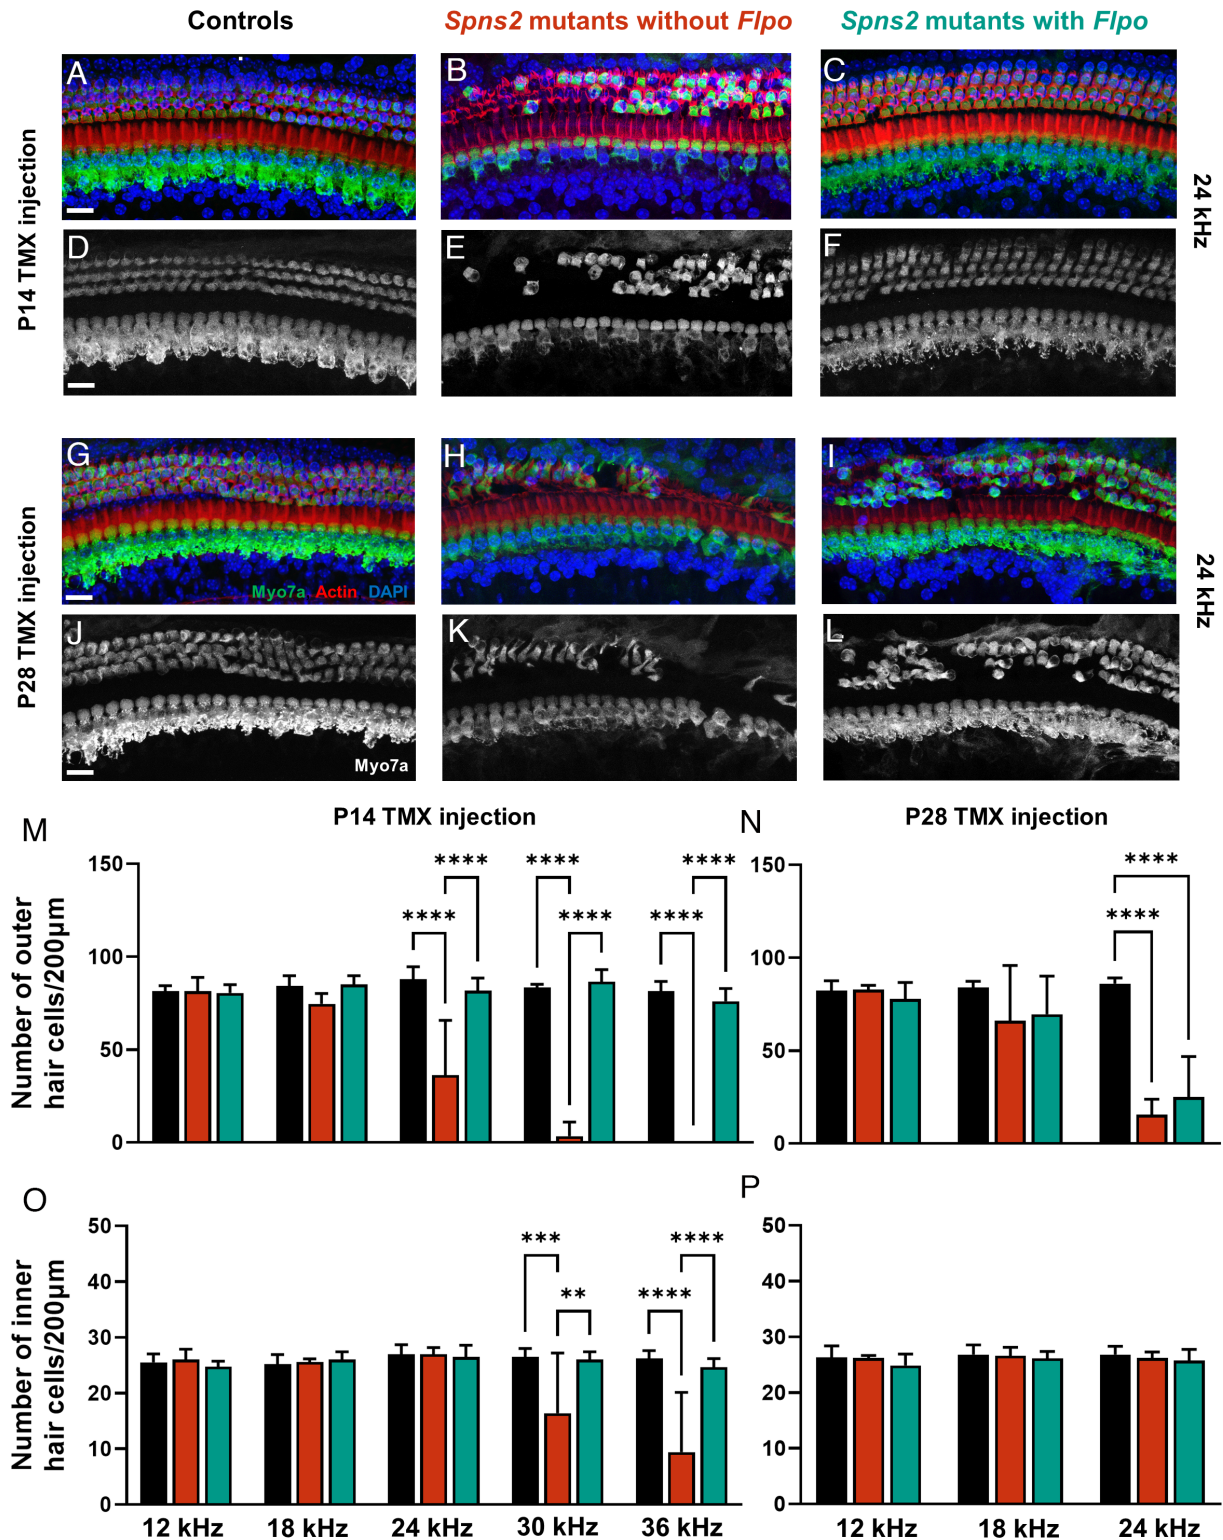 Controls
Spns2 mutants without Flpo
Spns2 mutants with Flpo
P14 TMX injection
A
B
C
24 kHz
D
E
F
P28 TMX injection
G
H
I
24 kHz
Myo7a Actin DAPI
J
K
L
Myo7a
M
P14 TMX injection
N
P28 TMX injection
Number of outer
hair cells/200µm
150
100
50
0
**** **** **** **** **** ****
150
100
50
0
****
****
O
P
Number of inner
hair cells/200µm
50
40
30
20
10
0
*** ** **** ****
12 kHz 18 kHz 24 kHz 30 kHz 36 kHz
50
40
30
20
10
0
12 kHz 18 kHz 24 kHz